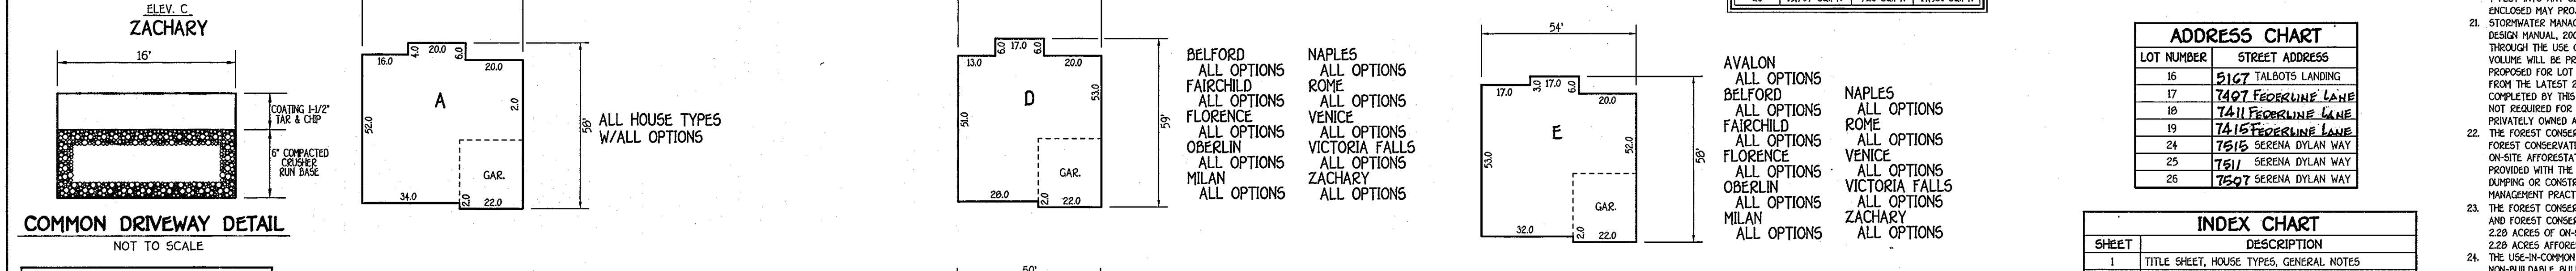 ELEV. C
ZACHARY
16'
COATING 1-1/2"
TAR & CHIP
6" COMPACTED
CRUSHER
RUN BASE
COMMON DRIVEWAY DETAIL
NOT TO SCALE
16.0
4.0
20.0
6.0
20.0
A
2.0
52.0
58'
GAR.
34.0
2.0
22.0
ALL HOUSE TYPES
W/ALL OPTIONS
13.0
6.0
17.0
6.0
20.0
D
53.0
51.0
59'
GAR.
28.0
2.0
22.0
50'
BELFORD
ALL OPTIONS
FAIRCHILD
ALL OPTIONS
FLORENCE
ALL OPTIONS
OBERLIN
ALL OPTIONS
MILAN
ALL OPTIONS
NAPLES
ALL OPTIONS
ROME
ALL OPTIONS
VENICE
ALL OPTIONS
VICTORIA FALLS
ALL OPTIONS
ZACHARY
ALL OPTIONS
54'
17.0
3.0
17.0
6.0
20.0
E
52.0
53.0
58'
GAR.
32.0
2.0
22.0
AVALON
ALL OPTIONS
BELFORD
ALL OPTIONS
FAIRCHILD
ALL OPTIONS
FLORENCE
ALL OPTIONS
OBERLIN
ALL OPTIONS
MILAN
ALL OPTIONS
NAPLES
ALL OPTIONS
ROME
ALL OPTIONS
VENICE
ALL OPTIONS
VICTORIA FALLS
ALL OPTIONS
ZACHARY
ALL OPTIONS
ADDRESS CHART
LOT NUMBER STREET ADDRESS
16 5167 TALBOTS LANDING
17 7407 FEDERLINE LANE
18 7411 FEDERLINE LANE
19 7415 FEDERLINE LANE
24 7515 SERENA DYLAN WAY
25 7511 SERENA DYLAN WAY
26 7507 SERENA DYLAN WAY
INDEX CHART
SHEET DESCRIPTION
1 TITLE SHEET, HOUSE TYPES, GENERAL NOTES
ENCLOSED MAY PRO
21. STORMWATER MANAG
DESIGN MANUAL, 200
THROUGH THE USE
VOLUME WILL BE PR
PROPOSED FOR LOT
FROM THE LATEST 2
COMPLETED BY THIS
NOT REQUIRED FOR
PRIVATELY OWNED A
22. THE FOREST CONSER
FOREST CONSERVATI
ON-SITE AFFORESTA
PROVIDED WITH THE
DUMPING OR CONSTR
MANAGEMENT PRACT
23. THE FOREST CONSER
AND FOREST CONSER
2.28 ACRES OF ON-S
2.28 ACRES AFFORE
24. THE USE-IN-COMMON